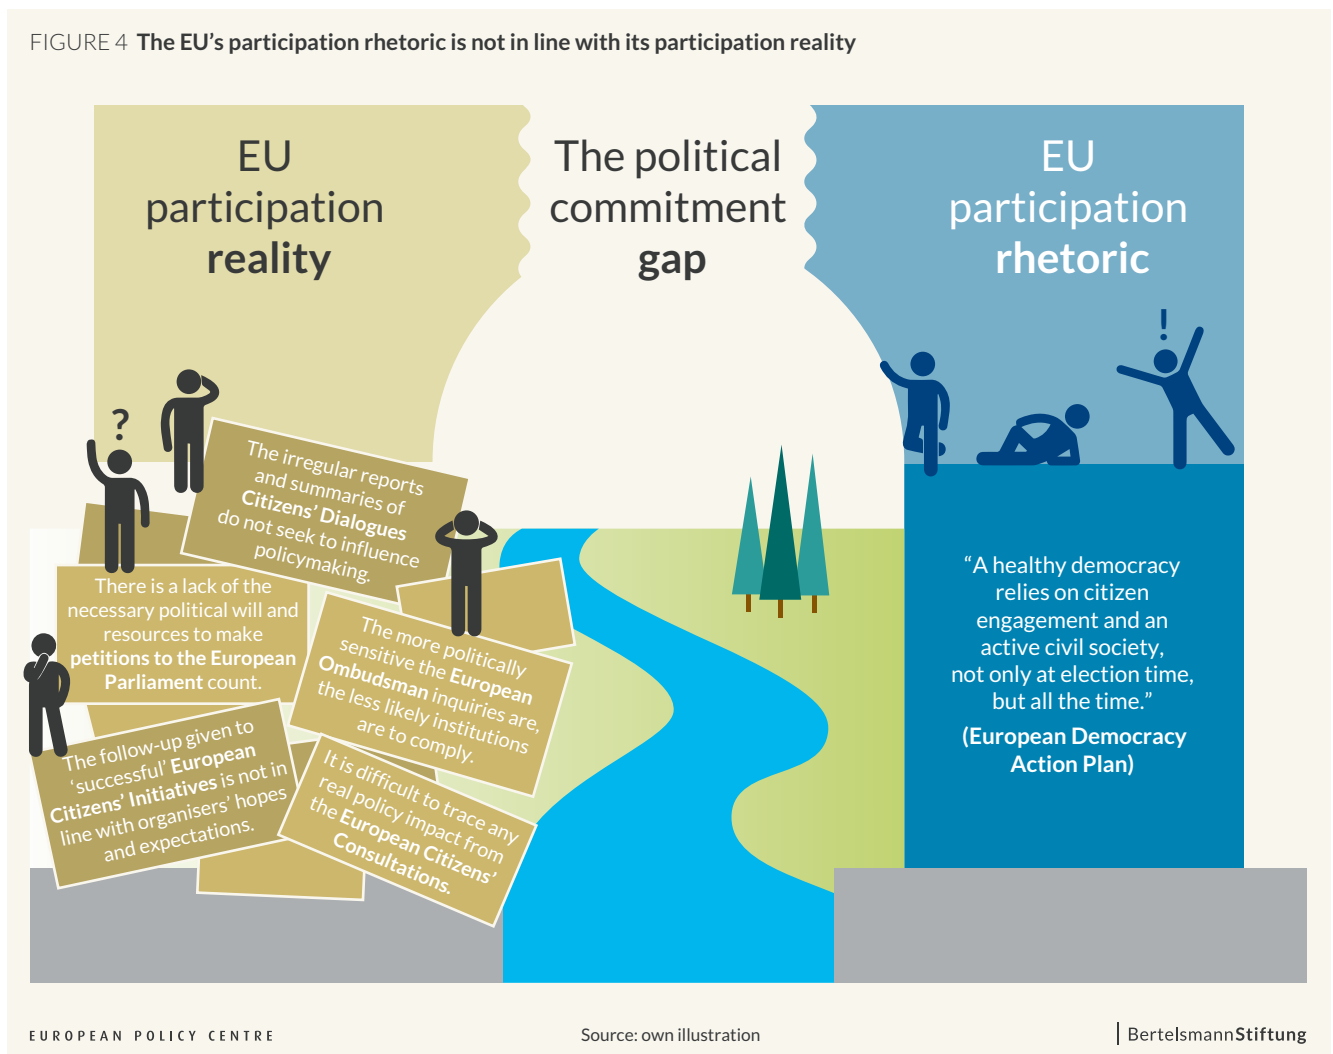 FIGURE 4 The EU’s participation rhetoric is not in line with its participation reality
EU
participation
reality
The political
commitment
gap
EU
participation
rhetoric
?
!
The irregular reports
and summaries of
Citizens’ Dialogues
do not seek to influence
policymaking.
There is a lack of the
necessary political will and
resources to make
petitions to the European
Parliament count.
The more politically
sensitive the European
Ombudsman inquiries are,
the less likely institutions
are to comply.
The follow-up given to
‘successful’ European
Citizens’ Initiatives is not in
line with organisers’ hopes
and expectations.
It is difficult to trace any
real policy impact from
the European Citizens’
Consultations.
“A healthy democracy
relies on citizen
engagement and an
active civil society,
not only at election time,
but all the time.”
(European Democracy
Action Plan)
EUROPEAN POLICY CENTRE
Source: own illustration
BertelsmannStiftung